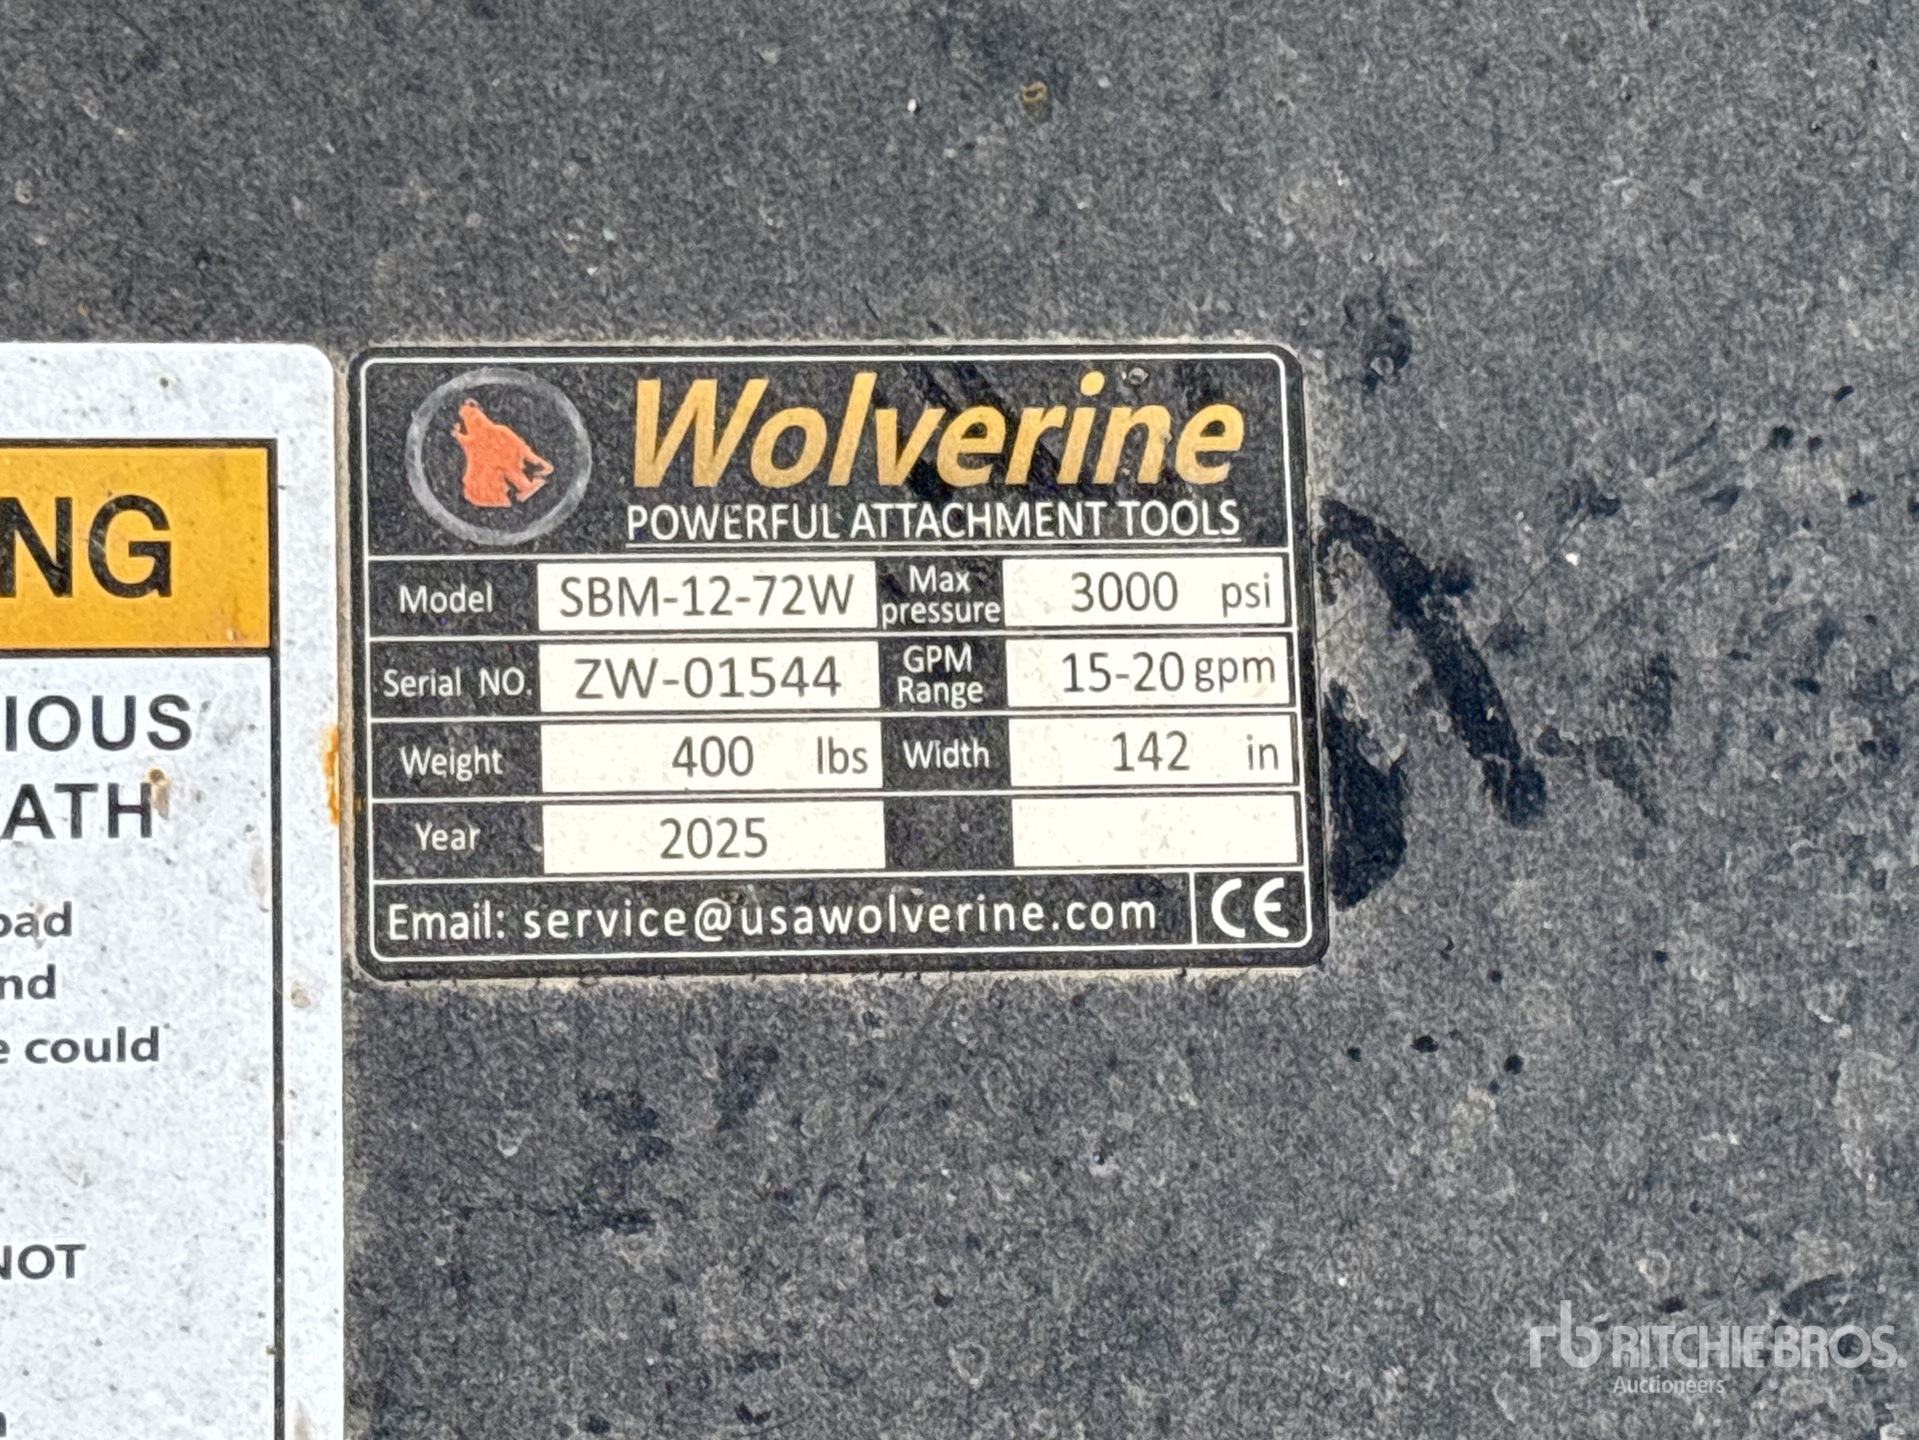 NG
IOUS
ATH
oad
nd
e could
NOT
Wolverine
POWERFUL ATTACHMENT TOOLS
Model SBM-12-72W Max pressure 3000 psi
Serial NO. ZW-01544 GPM Range 15-20 gpm
Weight 400 lbs Width 142 in
Year 2025
Email: service@usawolverine.com CE
rb RITCHIE BROS.
Auctioneers